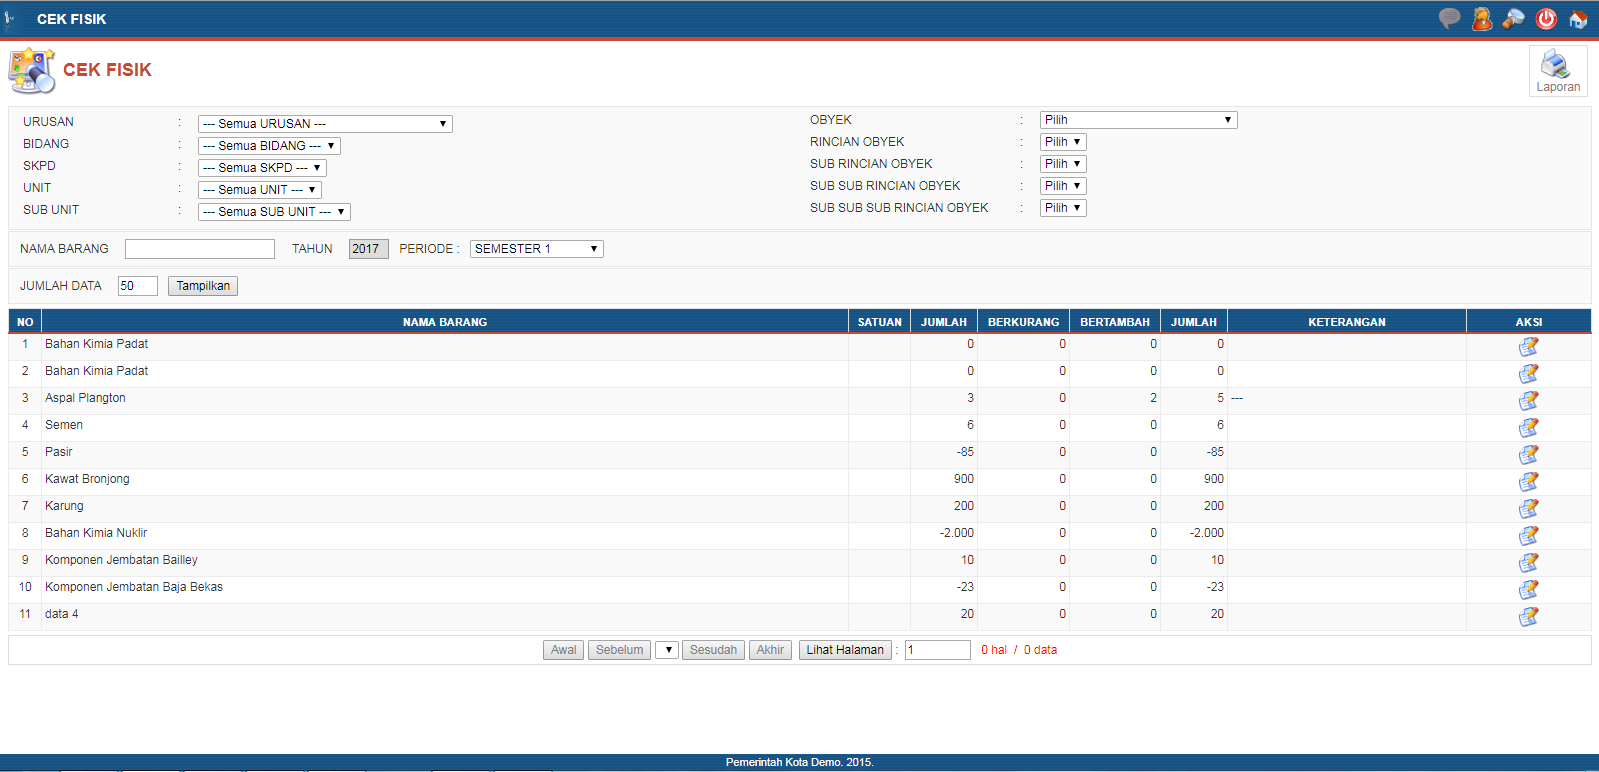 CEK FISIK
CEK FISIK
Laporan
URUSAN : --- Semua URUSAN ---
BIDANG : --- Semua BIDANG ---
SKPD : --- Semua SKPD ---
UNIT : --- Semua UNIT ---
SUB UNIT : --- Semua SUB UNIT ---
OBYEK : Pilih
RINCIAN OBYEK : Pilih
SUB RINCIAN OBYEK : Pilih
SUB SUB RINCIAN OBYEK : Pilih
SUB SUB SUB RINCIAN OBYEK : Pilih
NAMA BARANG TAHUN 2017 PERIODE : SEMESTER 1
JUMLAH DATA 50 Tampilkan
NO NAMA BARANG SATUAN JUMLAH BERKURANG BERTAMBAH JUMLAH KETERANGAN AKSI
1 Bahan Kimia Padat 0 0 0 0
2 Bahan Kimia Padat 0 0 0 0
3 Aspal Plangton 3 0 2 5 ---
4 Semen 6 0 0 6
5 Pasir -85 0 0 -85
6 Kawat Bronjong 900 0 0 900
7 Karung 200 0 0 200
8 Bahan Kimia Nuklir -2.000 0 0 -2.000
9 Komponen Jembatan Bailley 10 0 0 10
10 Komponen Jembatan Baja Bekas -23 0 0 -23
11 data 4 20 0 0 20
Awal Sebelum Sesudah Akhir Lihat Halaman : 1 0 hal / 0 data
Pemerintah Kota Demo. 2015.